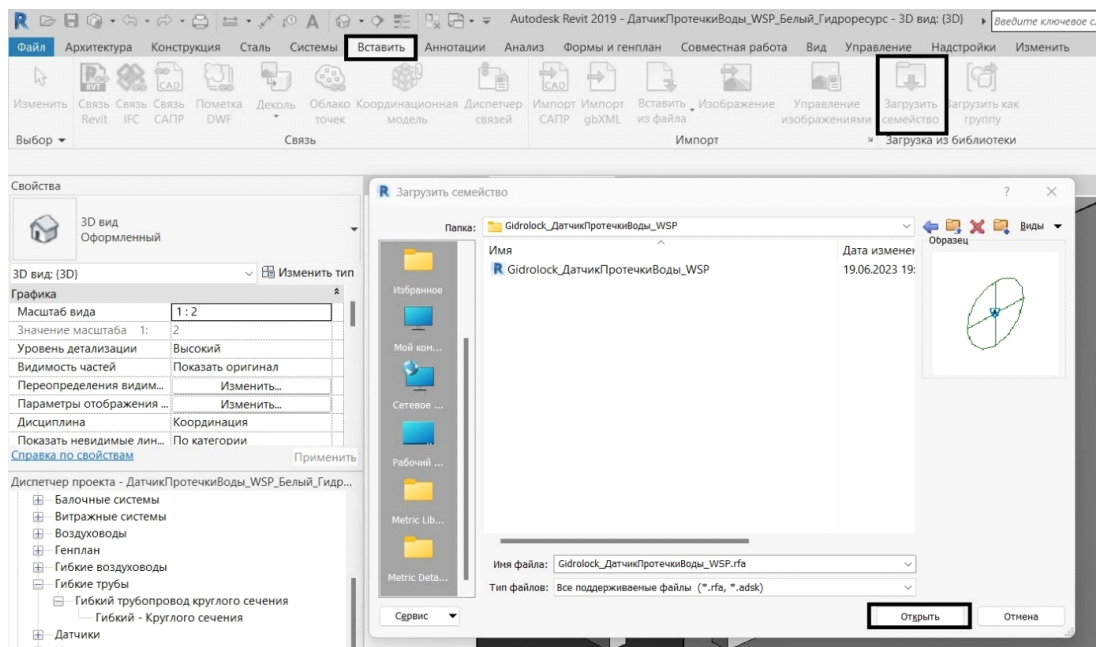 Autodesk Revit 2019 - ДатчикПротечкиВоды_WSP_Белый_Гидроресурс - 3D вид: {3D}
Введите ключевое
Файл Архитектура Конструкция Сталь Системы Вставить Аннотации Анализ Формы и генплан Совместная работа Вид Управление Надстройки Изменить
Изменить Связь Связь Связь Пометка Деколь Облако Координационная Диспетчер Импорт Импорт Вставить Изображение Управление Загрузить Загрузить как
Revit IFC САПР DWF точек модель связей САПР gbXML из файла изображениями семейство группу
Выбор Связь Импорт Загрузка из библиотеки
Свойства
3D вид
Оформленный
3D вид: {3D} Изменить тип
Графика
Масштаб вида 1 : 2
Значение масштаба 1: 2
Уровень детализации Высокий
Видимость частей Показать оригинал
Переопределения видим... Изменить...
Параметры отображения ... Изменить...
Дисциплина Координация
Показать невидимые лин... По категории
Справка по свойствам Применить
Диспетчер проекта - ДатчикПротечкиВоды_WSP_Белый_Гидр...
Балочные системы
Витражные системы
Воздуховоды
Генплан
Гибкие воздуховоды
Гибкие трубы
Гибкий трубопровод круглого сечения
Гибкий - Круглого сечения
Датчики
Загрузить семейство
Папка: Gidrolock_ДатчикПротечкиВоды_WSP Виды
Имя Дата изменен
Образец
Gidrolock_ДатчикПротечкиВоды_WSP 19.06.2023 19:
Избранное
Мой ком...
Сетевое ...
Рабочий ...
Metric Lib...
Metric Deta...
Имя файла: Gidrolock_ДатчикПротечкиВоды_WSP.rfa
Тип файлов: Все поддерживаемые файлы (*.rfa, *.adsk)
Сервис Открыть Отмена